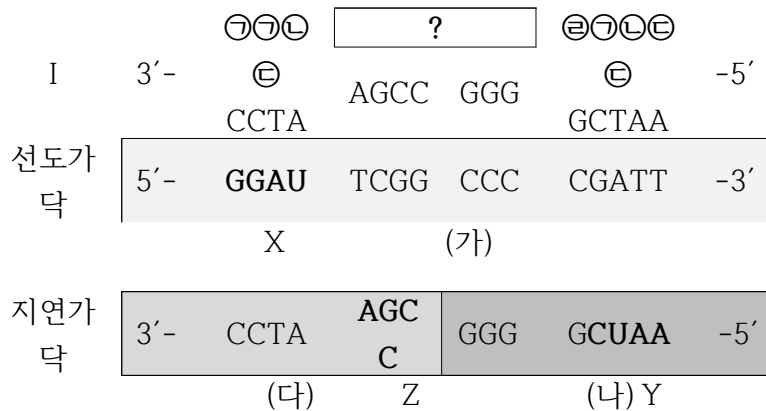 ㉠㉠㉡ ? ㉣㉠㉡㉢
Ⅰ 3′- ㉢ AGCC GGG ㉢ -5′
CCTA GCTAA
선도가
닥 5′- GGAU TCGG CCC CGATT -3′
X (가)
지연가
닥 3′- CCTA AGC
C GGG GCUAA -5′
(다) Z (나) Y